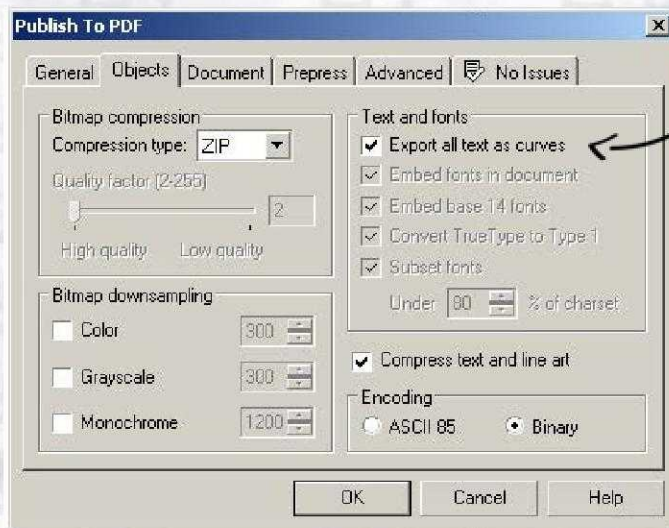 Publish To PDF
General Objects Document Prepress Advanced No Issues
Bitmap compression
Compression type: ZIP
Quality factor (2-255)
2
High quality Low quality
Bitmap downsampling
Color 300
Grayscale 300
Monochrome 1200
Text and fonts
Export all text as curves
Embed fonts in document
Embed base 14 fonts
Convert TrueType to Type 1
Subset fonts
Under 80 % of charset
Compress text and line art
Encoding
ASCII 85 Binary
OK Cancel Help